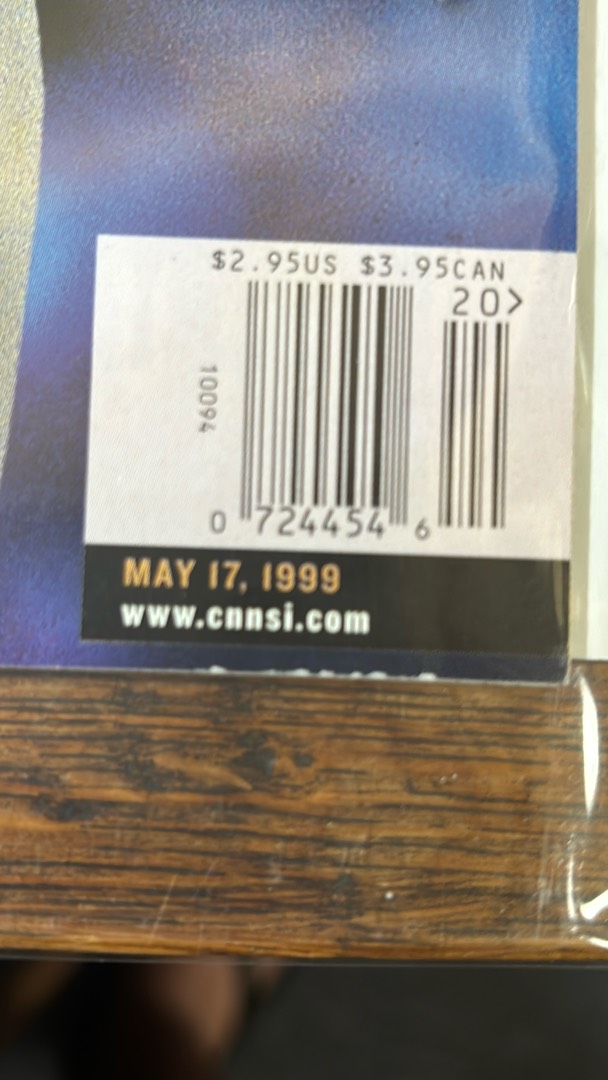 $2.95US $3.95CAN
20>
10094
0 724454 6
MAY 17, 1999
www.cnnsi.com